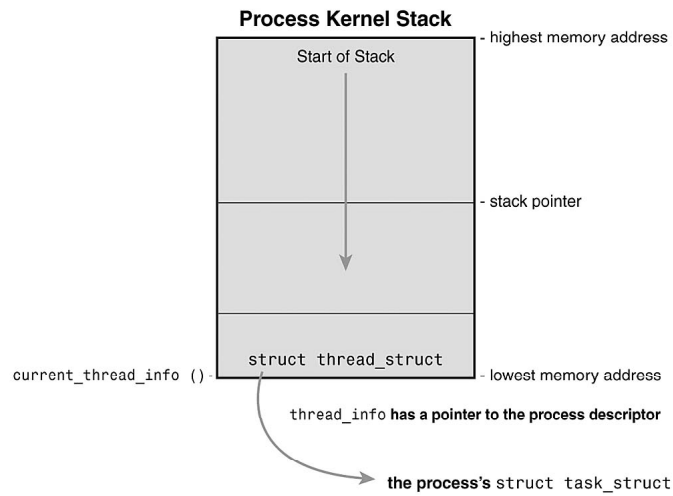 Process Kernel Stack
- highest memory address
Start of Stack
- stack pointer
struct thread_struct
current_thread_info () -
- lowest memory address
thread_info has a pointer to the process descriptor
the process's struct task_struct